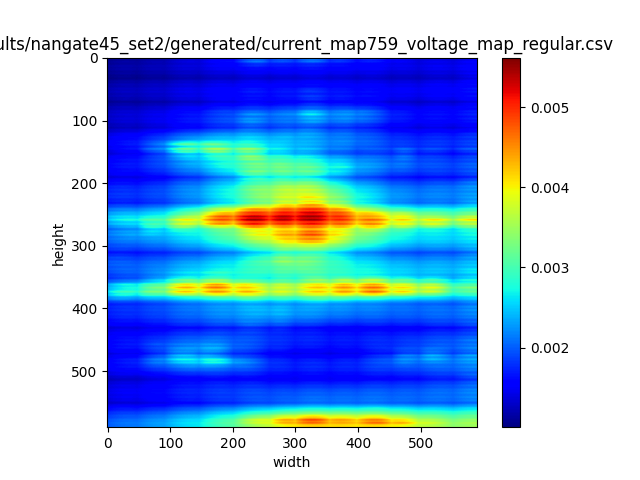 ults/nangate45_set2/generated/current_map759_voltage_map_regular.csv
0
100
200
300
400
500
height
0 100 200 300 400 500
width
0.005
0.004
0.003
0.002